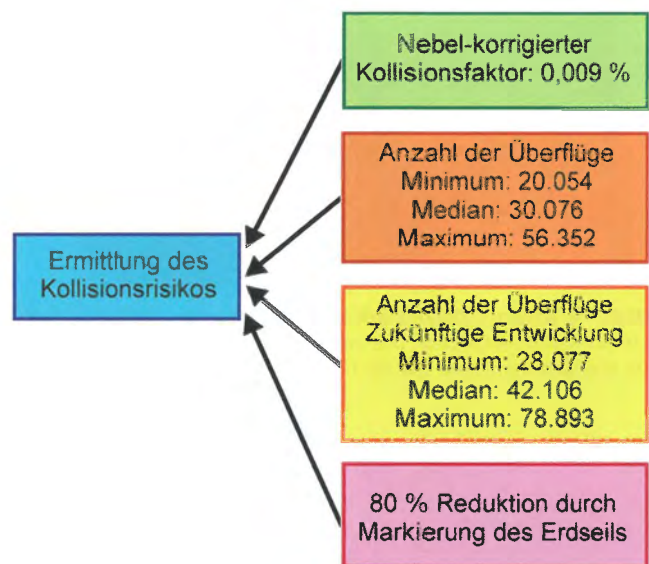 Nebel-korrigierter
Kollisionsfaktor: 0,009 %
Anzahl der Überflüge
Minimum: 20.054
Median: 30.076
Maximum: 56.352
Ermittlung des
Kollisionsrisikos
Anzahl der Überflüge
Zukünftige Entwicklung
Minimum: 28.077
Median: 42.106
Maximum: 78.893
80 % Reduktion durch
Markierung des Erdseils